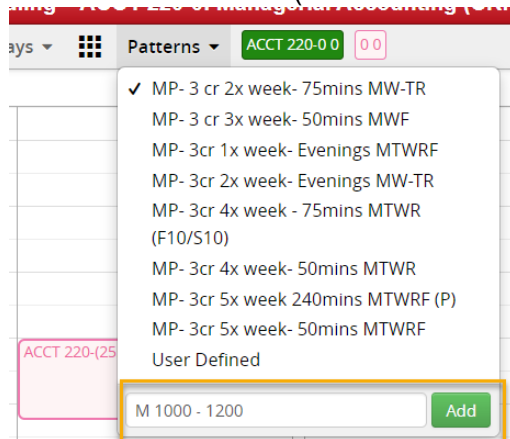 ACCT 220-0
ays
Patterns
ACCT 220-0 0
0 0
✓ MP- 3 cr 2x week- 75mins MW-TR
MP- 3 cr 3x week- 50mins MWF
MP- 3cr 1x week- Evenings MTWRF
MP- 3cr 2x week- Evenings MW-TR
MP- 3cr 4x week - 75mins MTWR
(F10/S10)
MP- 3cr 4x week- 50mins MTWR
MP- 3cr 5x week 240mins MTWRF (P)
MP- 3cr 5x week- 50mins MTWRF
User Defined
ACCT 220-(25
M 1000 - 1200
Add